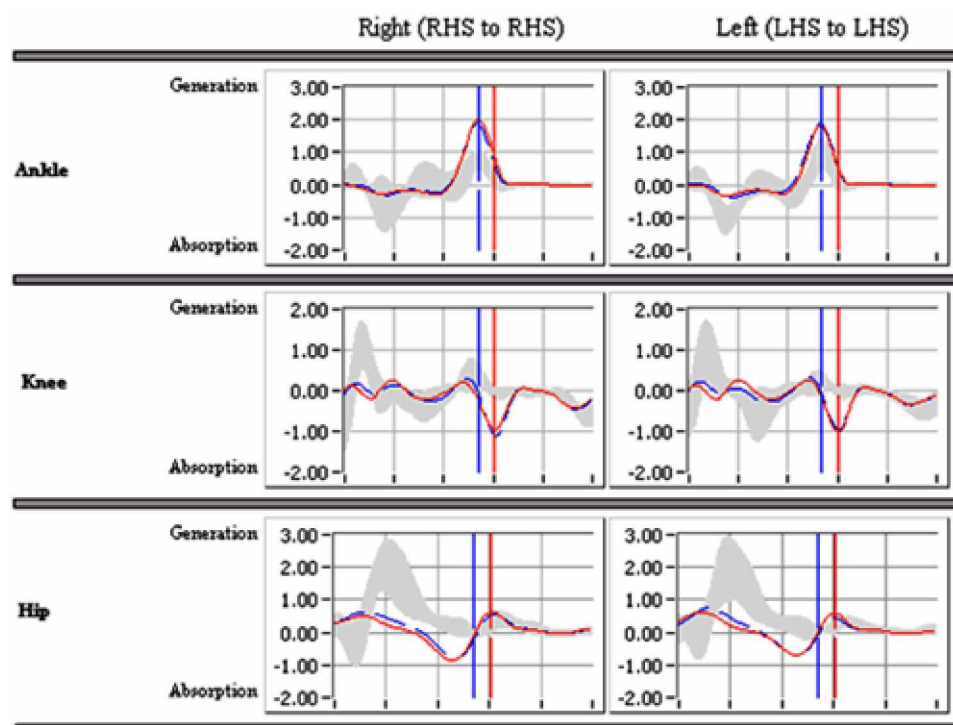 Right (RHS to RHS) Left (LHS to LHS)
Generation
3.00 3.00
2.00 2.00
1.00 1.00
Ankle
0.00 0.00
-1.00 -1.00
Absorption
-2.00 -2.00
Generation
2.00 2.00
1.00 1.00
Knee
0.00 0.00
-1.00 -1.00
Absorption
-2.00 -2.00
Generation
3.00 3.00
2.00 2.00
1.00 1.00
Hip
0.00 0.00
-1.00 -1.00
Absorption
-2.00 -2.00